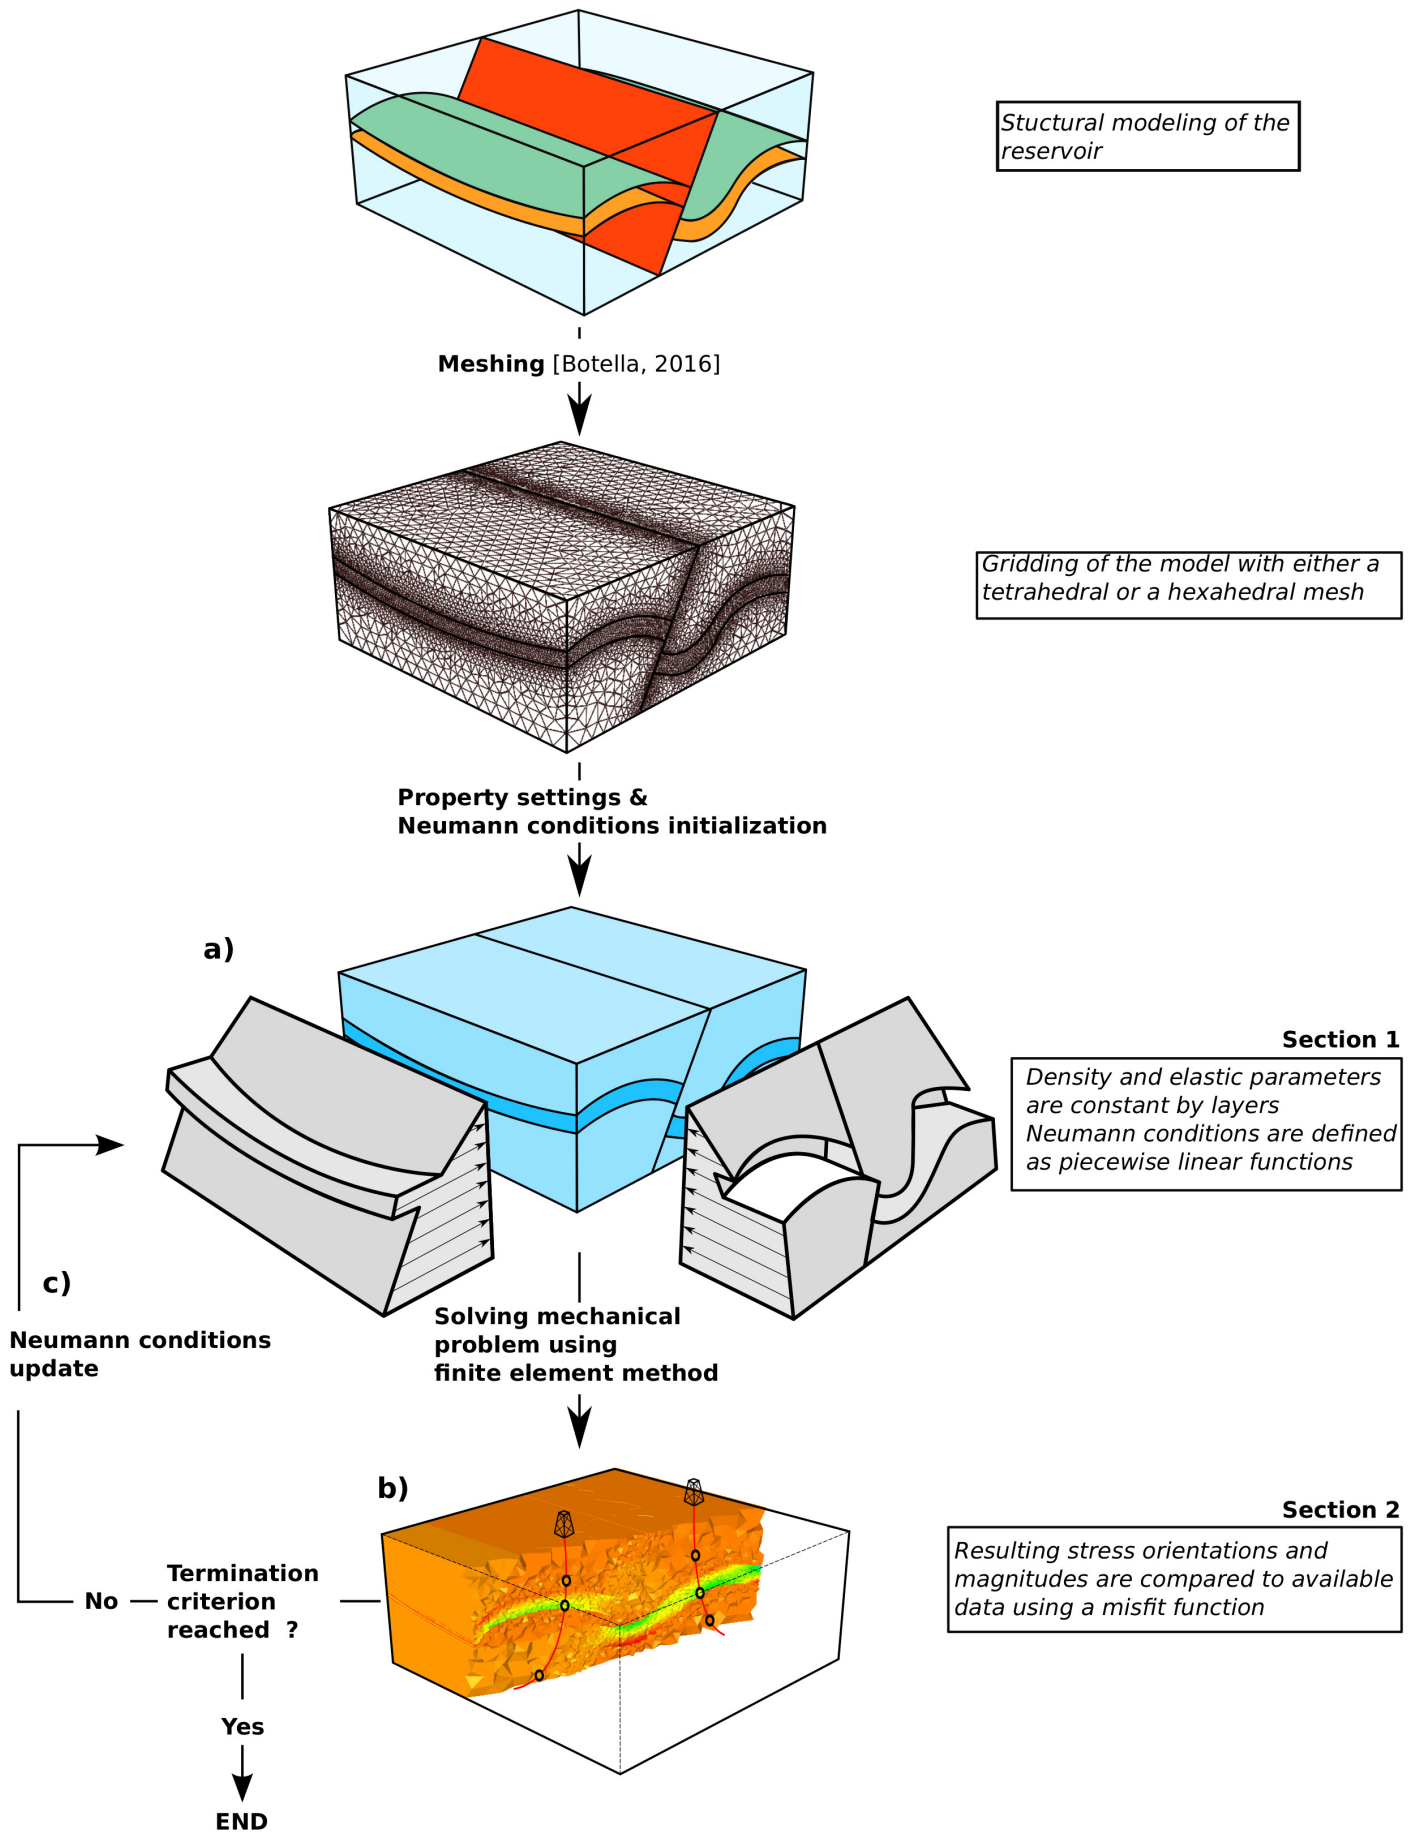 Stuctural modeling of the
reservoir
Meshing [Botella, 2016]
Gridding of the model with either a
tetrahedral or a hexahedral mesh
Property settings &
Neumann conditions initialization
a)
Section 1
Density and elastic parameters
are constant by layers
Neumann conditions are defined
as piecewise linear functions
c)
Neumann conditions
update
Solving mechanical
problem using
finite element method
b)
Section 2
Resulting stress orientations and
magnitudes are compared to available
data using a misfit function
Termination
criterion
reached ?
No
Yes
END